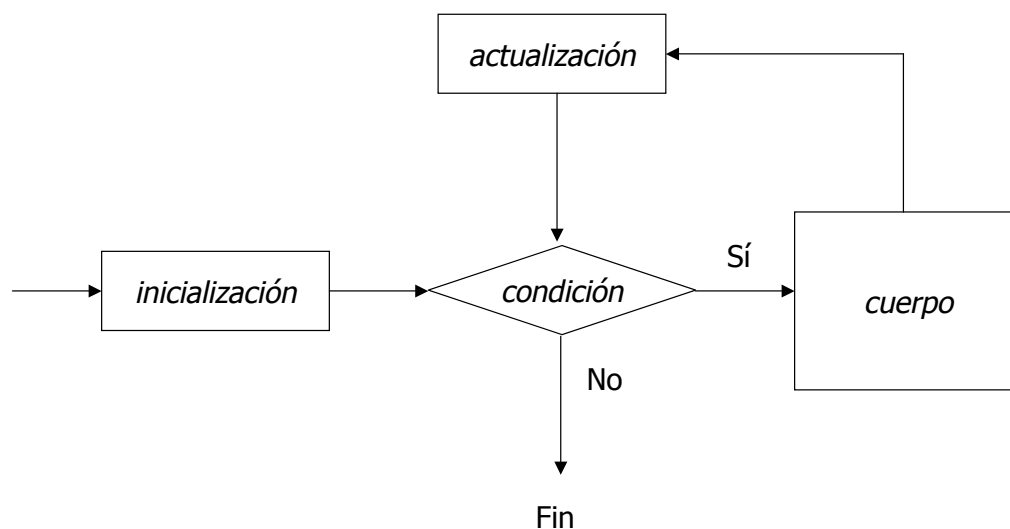 actualización
Sí
inicialización
condición
cuerpo
No
Fin